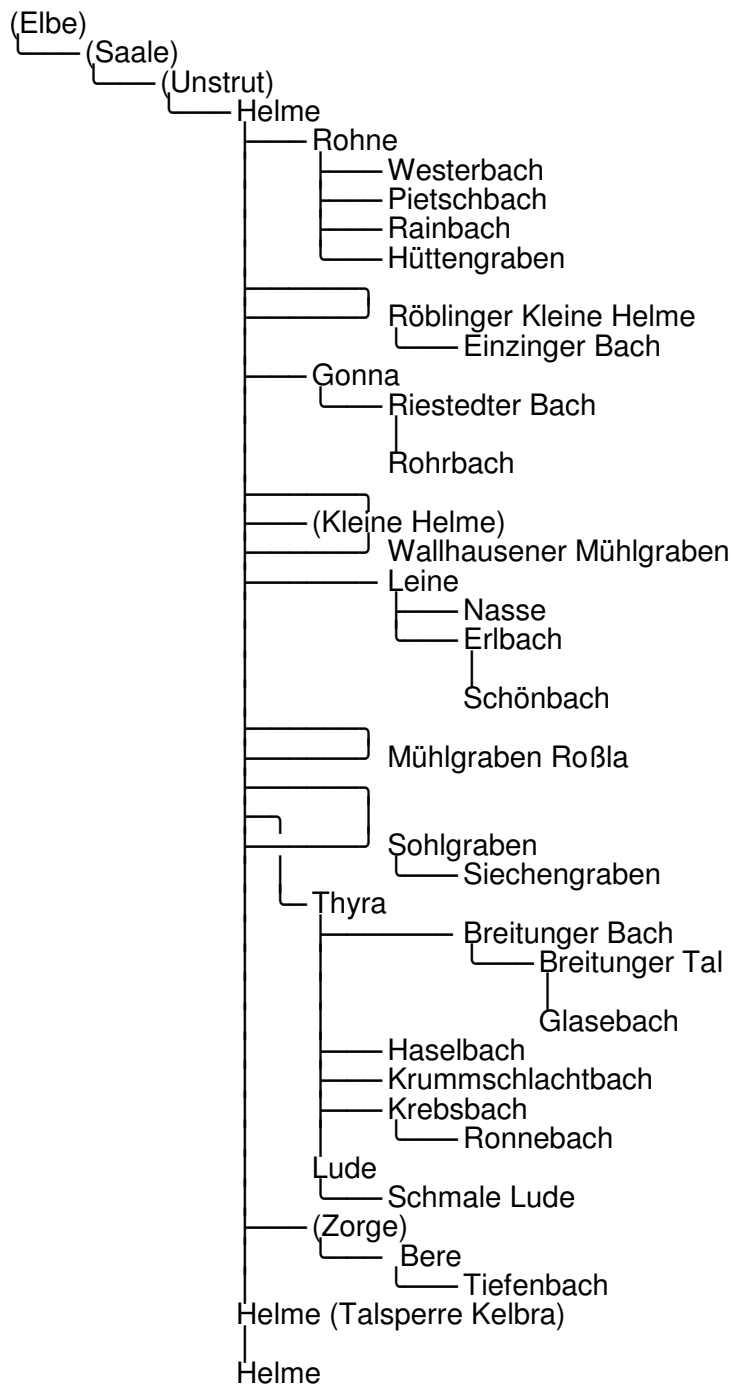 (Elbe)
(Saale)
(Unstrut)
Helme
Rohne
Westerbach
Pietschbach
Rainbach
Hüttengraben
Röblinger Kleine Helme
Einzinger Bach
Gonna
Riestedter Bach
Rohrbach
(Kleine Helme)
Wallhausener Mühlgraben
Leine
Nasse
Erlbach
Schönbach
Mühlgraben Roßla
Sohlgraben
Siechengraben
Thyra
Breitunger Bach
Breitunger Tal
Glasebach
Haselbach
Krummschlachtbach
Krebsbach
Ronnebach
Lude
Schmale Lude
(Zorge)
Bere
Tiefenbach
Helme (Talsperre Kelbra)
Helme